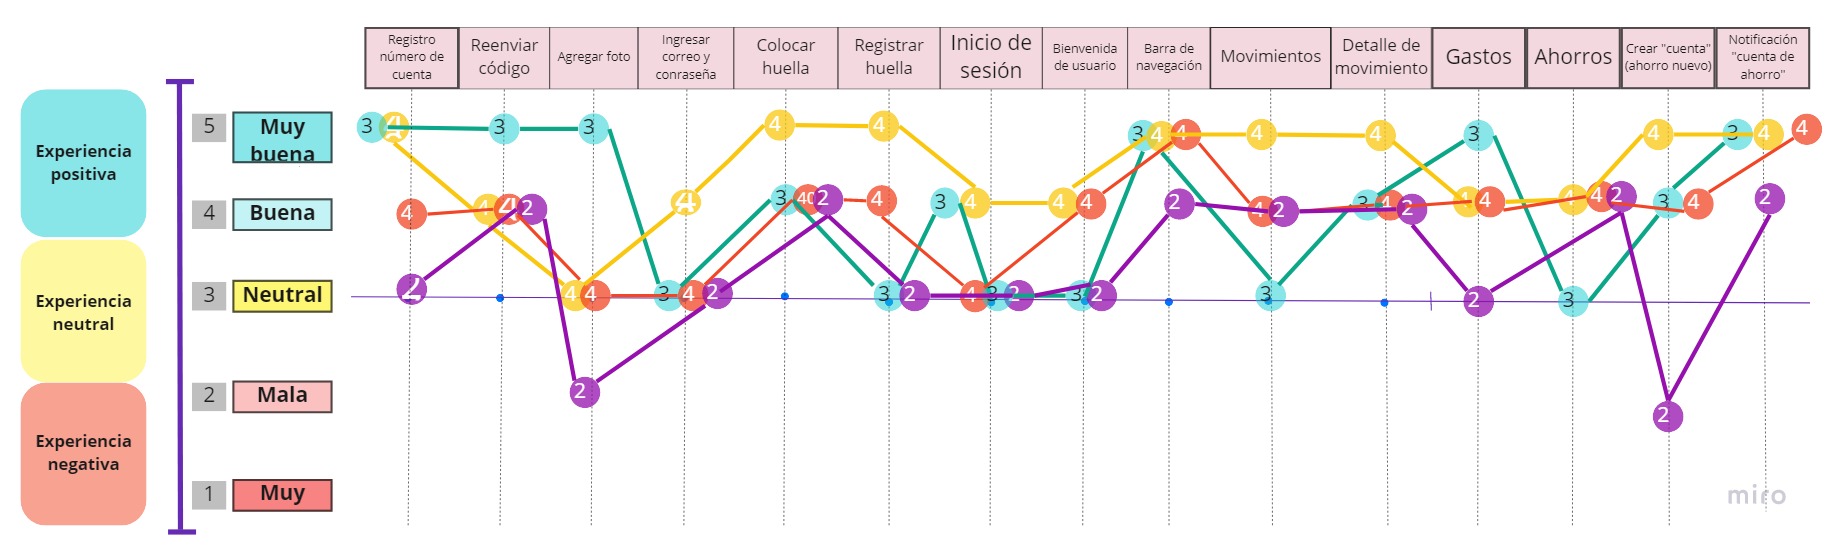 Registro
número de
cuenta
Reenviar
código
Agregar foto
Ingresar
correo y
conraseña
Colocar
huella
Registrar
huella
Inicio de
sesión
Bienvenida
de usuario
Barra de
navegación
Movimientos
Detalle de
movimiento
Gastos
Ahorros
Crear "cuenta"
(ahorro nuevo)
Notificación
"cuenta de
ahorro"
Experiencia
positiva
Experiencia
neutral
Experiencia
negativa
5 Muy
buena
4 Buena
3 Neutral
2 Mala
1 Muy
3 4 3 3 4 4 3 4 4 4 3 4 4 3 4 4
4 4 4 2 4 3 40 2 4 3 4 4 4 2 4 2 3 4 2 4 4 4 4 2 3 4 2
2 4 4 3 4 2 3 2 4 3 2 3 2 3 2 3
2 2
miro